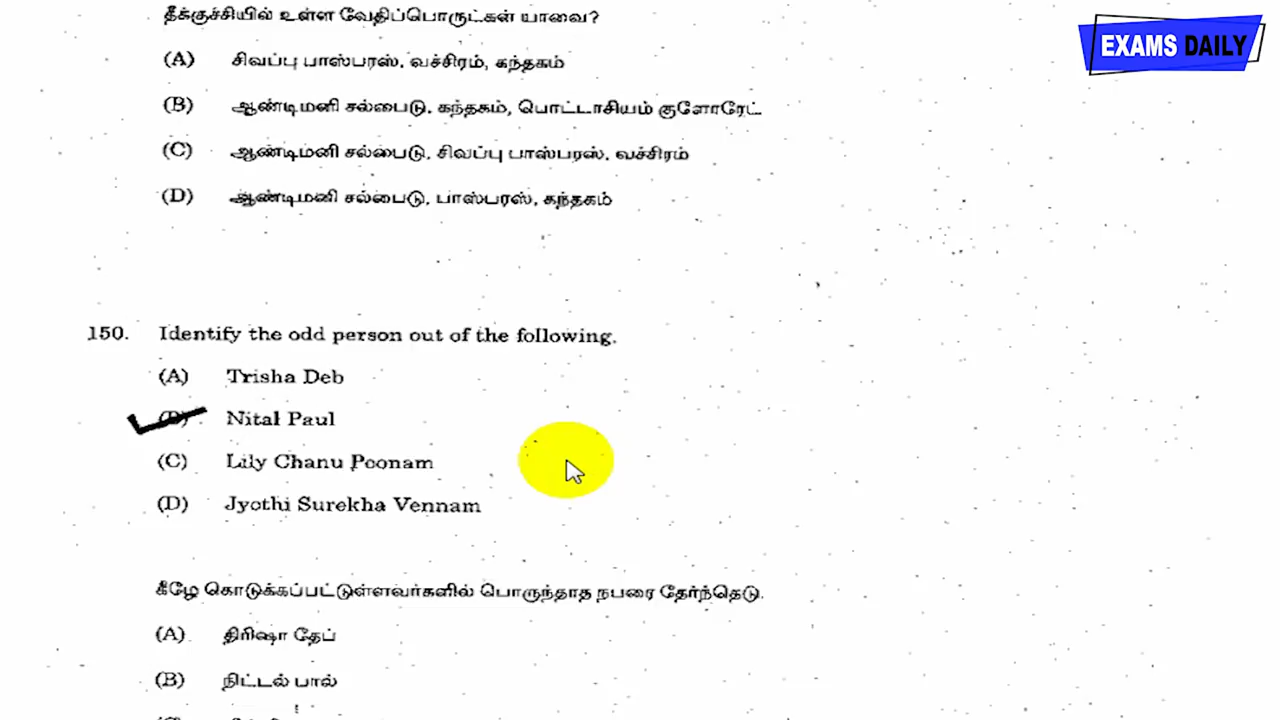 தீக்குச்சியில் உள்ள வேதிப்பொருட்கள் யாவை?
EXAMS DAILY
(A) சிவப்பு பாஸ்பரஸ், வச்சிரம், கந்தகம்
(B) ஆண்டிமனி சல்பைடு, கந்தகம், பொட்டாசியம் குளோரேட்
(C) ஆண்டிமனி சல்பைடு, சிவப்பு பாஸ்பரஸ், வச்சிரம்
(D) ஆண்டிமனி சல்பைடு, பாஸ்பரஸ், கந்தகம்
150. Identify the odd person out of the following.
(A) Trisha Deb
(B) Nital Paul
(C) Lily Chanu Poonam
(D) Jyothi Surekha Vennam
கீழே கொடுக்கப்பட்டுள்ளவர்களில் பொருந்தாத நபரை தேர்ந்தெடு.
(A) திரிஷா தேப்
(B) நிட்டல் பால்